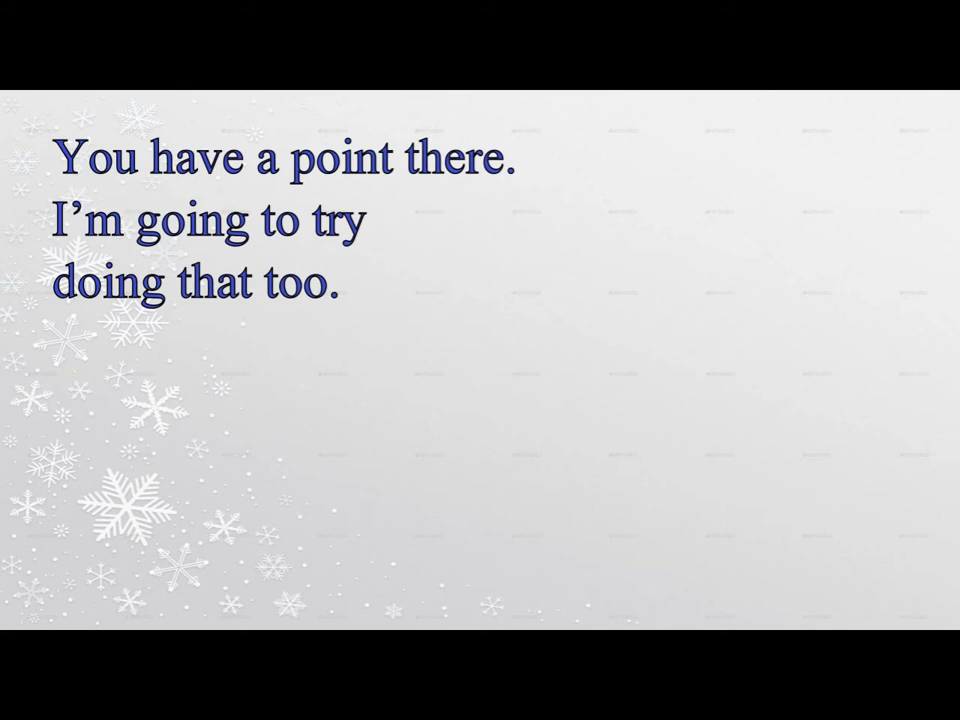 You have a point there.
I’m going to try
doing that too.